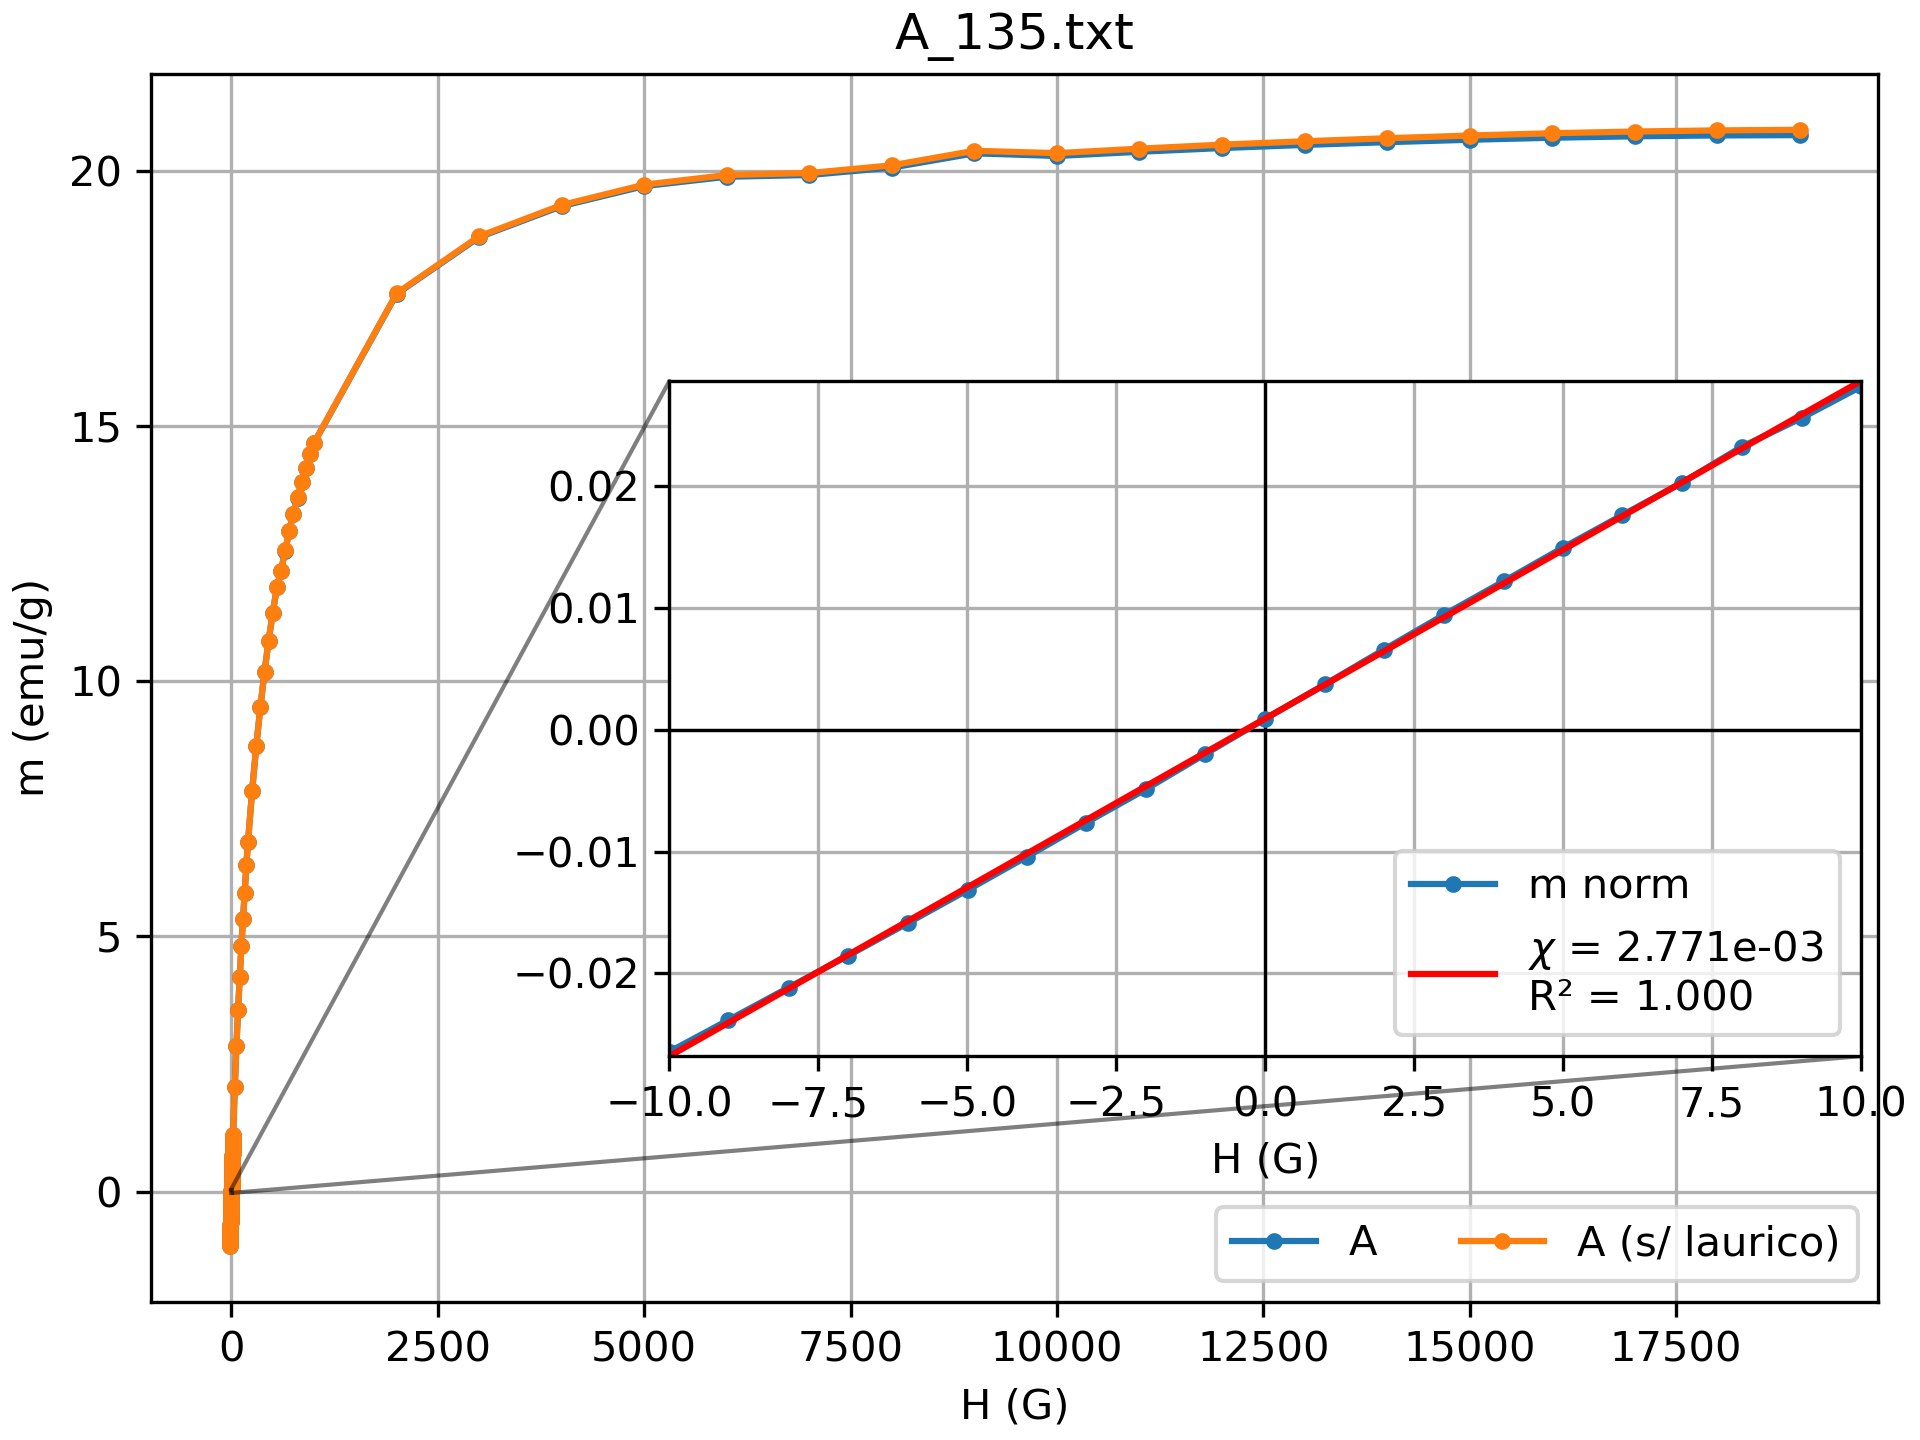 A_135.txt
m (emu/g)
20
15
10
5
0
0.02
0.01
0.00
−0.01
−0.02
m norm
χ = 2.771e-03
R² = 1.000
−10.0 −7.5 −5.0 −2.5 0.0 2.5 5.0 7.5 10.0
H (G)
A A (s/ laurico)
0 2500 5000 7500 10000 12500 15000 17500
H (G)